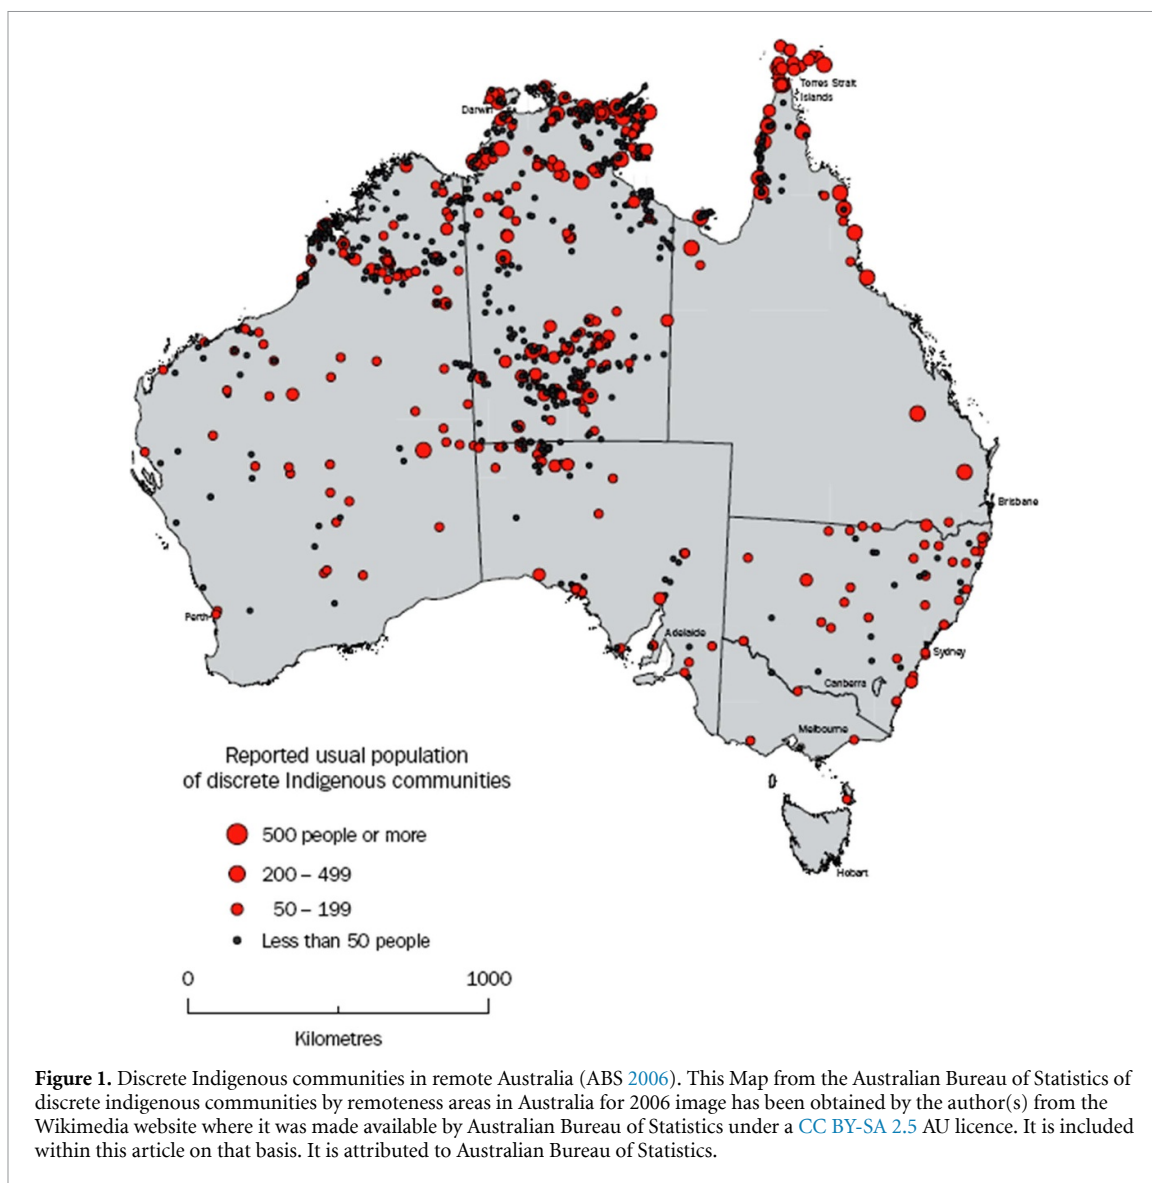 Torres Strait
Islands
Darwin
Brisbane
Perth
Adelaide
Sydney
Canberra
Melbourne
Hobart
Reported usual population
of discrete Indigenous communities
500 people or more
200 – 499
50 – 199
Less than 50 people
0 1000
Kilometres
Figure 1. Discrete Indigenous communities in remote Australia (ABS 2006). This Map from the Australian Bureau of Statistics of
discrete indigenous communities by remoteness areas in Australia for 2006 image has been obtained by the author(s) from the
Wikimedia website where it was made available by Australian Bureau of Statistics under a CC BY-SA 2.5 AU licence. It is included
within this article on that basis. It is attributed to Australian Bureau of Statistics.